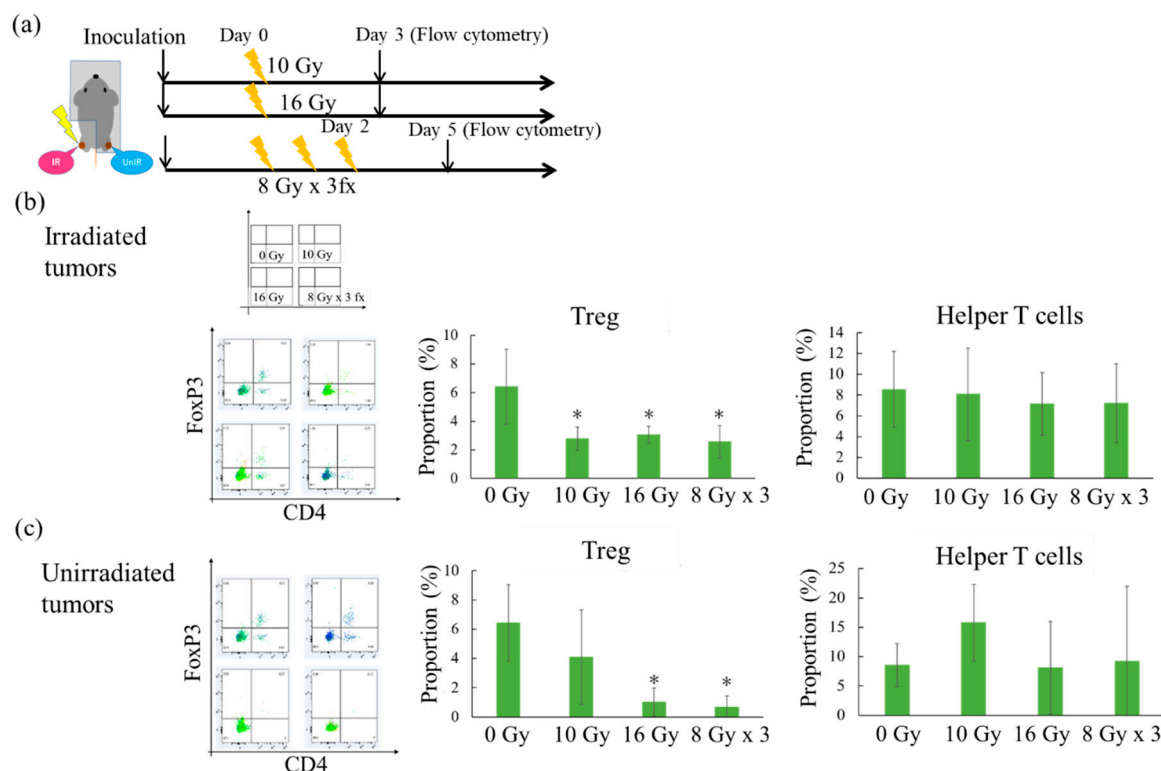 (a)
Inoculation
Day 0
Day 3 (Flow cytometry)
10 Gy
16 Gy
Day 2
Day 5 (Flow cytometry)
IR
UnIR
8 Gy x 3fx
(b)
Irradiated
tumors
0 Gy
10 Gy
16 Gy
8 Gy x 3 fx
FoxP3
CD4
Treg
Proportion (%)
10
8
6
4
2
0
* * *
0 Gy 10 Gy 16 Gy 8 Gy x 3
Helper T cells
Proportion (%)
14
12
10
8
6
4
2
0
0 Gy 10 Gy 16 Gy 8 Gy x 3
(c)
Unirradiated
tumors
FoxP3
CD4
Treg
Proportion (%)
10
8
6
4
2
0
* *
0 Gy 10 Gy 16 Gy 8 Gy x 3
Helper T cells
Proportion (%)
25
20
15
10
5
0
0 Gy 10 Gy 16 Gy 8 Gy x 3